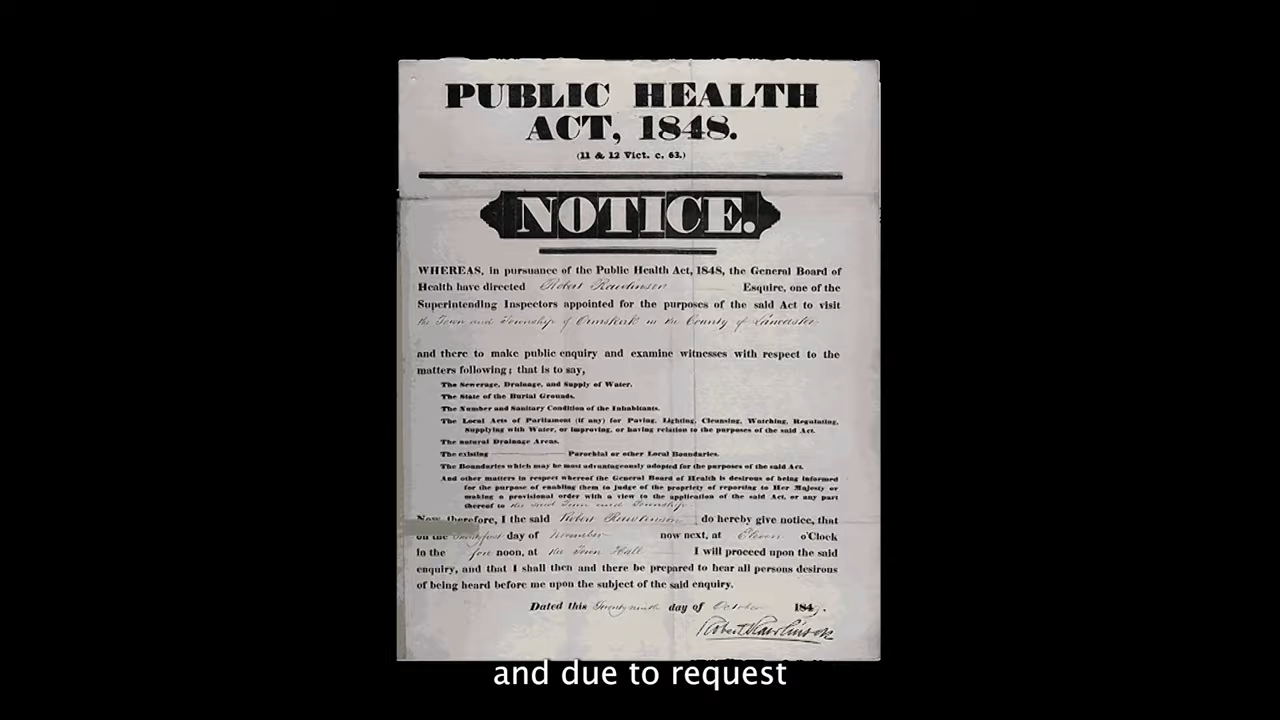 PUBLIC HEALTH
ACT, 1848.
(11 & 12 Vict. c. 63.)
NOTICE.
WHEREAS, in pursuance of the Public Health Act, 1848, the General Board of
Health have directed Robert Rawlinson Esquire, one of the
Superintending Inspectors appointed for the purposes of the said Act to visit
the Town and Township of Ormskirk in the County of Lancaster
and there to make public enquiry and examine witnesses with respect to the
matters following; that is to say,
The Sewerage, Drainage, and Supply of Water.
The State of the Burial Grounds.
The Number and Sanitary Condition of the Inhabitants.
The Local Acts of Parliament (if any) for Paving, Lighting, Cleansing, Watching, Regulating,
Supplying with Water, or improving, or having relation to the purposes of the said Act.
The natural Drainage Areas.
The existing Parochial or other Local Boundaries.
The Boundaries which may be most advantageously adopted for the purposes of the said Act.
And other matters in respect whereof the General Board of Health is desirous of being informed
for the purpose of enabling them to judge of the propriety of reporting to Her Majesty or
making a provisional order with a view to the application of the said Act, or any part
thereof to the said Town and Township.
Now, therefore, I the said Robert Rawlinson do hereby give notice, that
on the day of November now next, at Eleven o'Clock
in the fore noon, at the Town Hall I will proceed upon the said
enquiry, and that I shall then and there be prepared to hear all persons desirous
of being heard before me upon the subject of the said enquiry.
Dated this Twenty ninth day of October 184
Robert Rawlinson
and due to request